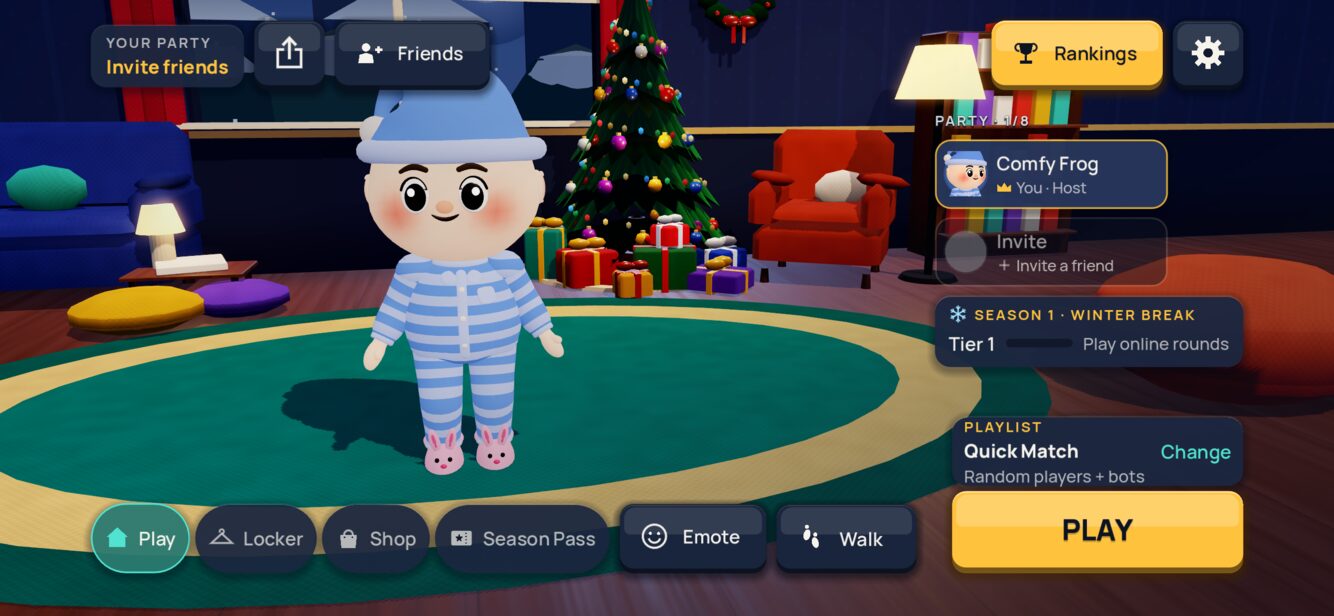 YOUR PARTY
Invite friends
Friends
Rankings
PARTY · 1/8
Comfy Frog
You · Host
Invite
+ Invite a friend
SEASON 1 · WINTER BREAK
Tier 1
Play online rounds
PLAYLIST
Quick Match
Change
Random players + bots
Play
Locker
Shop
Season Pass
Emote
Walk
PLAY